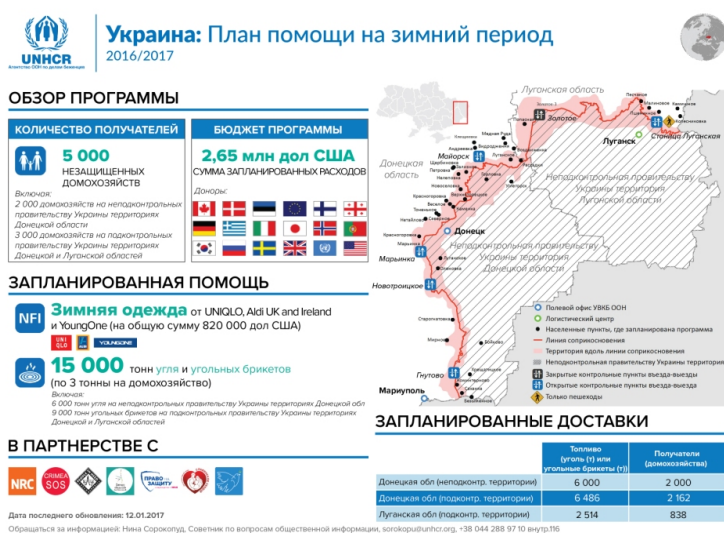 UNHCR
Агентство ООН по делам беженцев
Украина: План помощи на зимний период
2016/2017
ОБЗОР ПРОГРАММЫ
КОЛИЧЕСТВО ПОЛУЧАТЕЛЕЙ
5 000
НЕЗАЩИЩЕННЫХ
ДОМОХОЗЯЙСТВ
Включая:
2 000 домохозяйств на неподконтрольных
правительству Украины территориях
Донецкой области
3 000 домохозяйств на подконтрольных
правительству Украины территориях
Донецкой и Луганской областей
БЮДЖЕТ ПРОГРАММЫ
2,65 млн дол США
СУММА ЗАПЛАНИРОВАННЫХ РАСХОДОВ
Доноры:
ЗАПЛАНИРОВАННАЯ ПОМОЩЬ
NFI
Зимняя одежда от UNIQLO, Aldi UK and Ireland
и YoungOne (на общую сумму 820 000 дол США)
UNI
QLO
YOUNGONE
15 000 тонн угля и угольных брикетов
(по 3 тонны на домохозяйство)
Включая:
6 000 тонн угля на неподконтрольных правительству Украины территориях Донецкой обл
9 000 тонн угольных брикетов на подконтрольных правительству Украины территориях
Донецкой и Луганской областей
В ПАРТНЕРСТВЕ С
NRC
CRIMEA
SOS
ПРАВО
ЗАЩИТУ
Дата последнего обновления: 12.01.2017
Обращаться за информацией: Нина Сорокопуд, Советник по вопросам общественной информации, sorokopu@unhcr.org, +38 044 288 97 10 внутр.116
Луганская область
Золотое
Станица Луганская
Луганск
Майорск
Донецкая
область
Неподконтрольная правительству
Украины территория
Луганской области
Донецк
Неподконтрольная правительству
Украины территория
Донецкой области
Марьинка
Новотроицкое
Гнутово
Мариуполь
Полевой офис УВКБ ООН
Логистический центр
Населенные пункты, где запланирована программа
Линия соприкосновения
Территория вдоль линии соприкосновения
Неподконтрольная правительству Украины территория
Закрытые контрольные пункты въезда-выезда
Открытые контрольные пункты въезда-выезда
Только пешеходы
ЗАПЛАНИРОВАННЫЕ ДОСТАВКИ
Топливо
(уголь (т) или
угольные брикеты (т))
Получатели
(домохозяйства)
Донецкая обл (неподконтр. территории) 6 000 2 000
Донецкая обл (подконтр. территории) 6 486 2 162
Луганская обл (подконтр. территории) 2 514 838